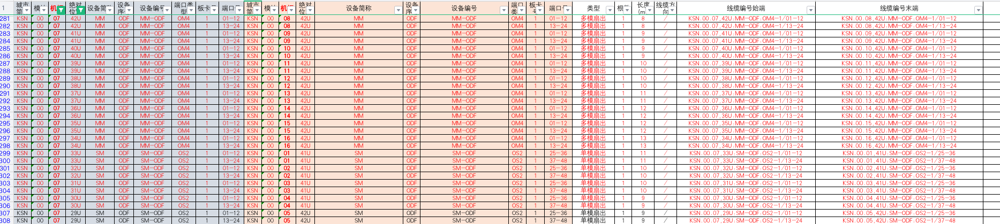 1 城市简 模 机 绝对位 设备简 设备序 设备编号 端口类型 板卡 端口 城市简 模 机 绝对位 设备简称 设备序 设备编号 端口类 板卡 端口 类型 根 长度(m 线缆方向 线缆编号始端 线缆编号末端
281 KSN 00 07 42U MM ODF MM-ODF OM4 1 01-12 KSN 00 08 42U MM ODF MM-ODF OM4 1 01-12 多模扇出 1 8 / KSN.00.07,42U:MM-ODF:OM4-1/01-12 KSN.00.08,42U:MM-ODF:OM4-1/01-12
282 KSN 00 07 42U MM ODF MM-ODF OM4 1 13-24 KSN 00 08 42U MM ODF MM-ODF OM4 1 13-24 多模扇出 1 8 / KSN.00.07,42U:MM-ODF:OM4-1/13-24 KSN.00.08,42U:MM-ODF:OM4-1/13-24
283 KSN 00 07 41U MM ODF MM-ODF OM4 1 01-12 KSN 00 09 42U MM ODF MM-ODF OM4 1 01-12 多模扇出 1 9 / KSN.00.07,41U:MM-ODF:OM4-1/01-12 KSN.00.09,42U:MM-ODF:OM4-1/01-12
284 KSN 00 07 41U MM ODF MM-ODF OM4 1 13-24 KSN 00 09 42U MM ODF MM-ODF OM4 1 13-24 多模扇出 1 9 / KSN.00.07,41U:MM-ODF:OM4-1/13-24 KSN.00.09,42U:MM-ODF:OM4-1/13-24
285 KSN 00 07 40U MM ODF MM-ODF OM4 1 01-12 KSN 00 10 42U MM ODF MM-ODF OM4 1 01-12 多模扇出 1 9 / KSN.00.07,40U:MM-ODF:OM4-1/01-12 KSN.00.10,42U:MM-ODF:OM4-1/01-12
286 KSN 00 07 40U MM ODF MM-ODF OM4 1 13-24 KSN 00 10 42U MM ODF MM-ODF OM4 1 13-24 多模扇出 1 9 / KSN.00.07,40U:MM-ODF:OM4-1/13-24 KSN.00.10,42U:MM-ODF:OM4-1/13-24
287 KSN 00 07 39U MM ODF MM-ODF OM4 1 01-12 KSN 00 11 42U MM ODF MM-ODF OM4 1 01-12 多模扇出 1 10 / KSN.00.07,39U:MM-ODF:OM4-1/01-12 KSN.00.11,42U:MM-ODF:OM4-1/01-12
288 KSN 00 07 39U MM ODF MM-ODF OM4 1 13-24 KSN 00 11 42U MM ODF MM-ODF OM4 1 13-24 多模扇出 1 10 / KSN.00.07,39U:MM-ODF:OM4-1/13-24 KSN.00.11,42U:MM-ODF:OM4-1/13-24
289 KSN 00 07 38U MM ODF MM-ODF OM4 1 01-12 KSN 00 12 42U MM ODF MM-ODF OM4 1 01-12 多模扇出 1 10 / KSN.00.07,38U:MM-ODF:OM4-1/01-12 KSN.00.12,42U:MM-ODF:OM4-1/01-12
290 KSN 00 07 38U MM ODF MM-ODF OM4 1 13-24 KSN 00 12 42U MM ODF MM-ODF OM4 1 13-24 多模扇出 1 10 / KSN.00.07,38U:MM-ODF:OM4-1/13-24 KSN.00.12,42U:MM-ODF:OM4-1/13-24
291 KSN 00 07 37U MM ODF MM-ODF OM4 1 01-12 KSN 00 13 42U MM ODF MM-ODF OM4 1 01-12 多模扇出 1 11 / KSN.00.07,37U:MM-ODF:OM4-1/01-12 KSN.00.13,42U:MM-ODF:OM4-1/01-12
292 KSN 00 07 37U MM ODF MM-ODF OM4 1 13-24 KSN 00 13 42U MM ODF MM-ODF OM4 1 13-24 多模扇出 1 11 / KSN.00.07,37U:MM-ODF:OM4-1/13-24 KSN.00.13,42U:MM-ODF:OM4-1/13-24
293 KSN 00 07 36U MM ODF MM-ODF OM4 1 01-12 KSN 00 14 42U MM ODF MM-ODF OM4 1 01-12 多模扇出 1 12 / KSN.00.07,36U:MM-ODF:OM4-1/01-12 KSN.00.14,42U:MM-ODF:OM4-1/01-12
294 KSN 00 07 36U MM ODF MM-ODF OM4 1 13-24 KSN 00 14 42U MM ODF MM-ODF OM4 1 13-24 多模扇出 1 12 / KSN.00.07,36U:MM-ODF:OM4-1/13-24 KSN.00.14,42U:MM-ODF:OM4-1/13-24
295 KSN 00 07 35U MM ODF MM-ODF OM4 1 01-12 KSN 00 15 42U MM ODF MM-ODF OM4 1 01-12 多模扇出 1 12 / KSN.00.07,35U:MM-ODF:OM4-1/01-12 KSN.00.15,42U:MM-ODF:OM4-1/01-12
296 KSN 00 07 35U MM ODF MM-ODF OM4 1 13-24 KSN 00 15 42U MM ODF MM-ODF OM4 1 13-24 多模扇出 1 12 / KSN.00.07,35U:MM-ODF:OM4-1/13-24 KSN.00.15,42U:MM-ODF:OM4-1/13-24
297 KSN 00 07 34U MM ODF MM-ODF OM4 1 01-12 KSN 00 16 42U MM ODF MM-ODF OM4 1 01-12 多模扇出 1 13 / KSN.00.07,34U:MM-ODF:OM4-1/01-12 KSN.00.16,42U:MM-ODF:OM4-1/01-12
298 KSN 00 07 34U MM ODF MM-ODF OM4 1 13-24 KSN 00 16 42U MM ODF MM-ODF OM4 1 13-24 多模扇出 1 13 / KSN.00.07,34U:MM-ODF:OM4-1/13-24 KSN.00.16,42U:MM-ODF:OM4-1/13-24
299 KSN 00 07 33U SM ODF SM-ODF OS2 1 01-12 KSN 00 01 41U SM ODF SM-ODF OS2 1 25-36 单模扇出 1 11 / KSN.00.07,33U:SM-ODF:OS2-1/01-12 KSN.00.01,41U:SM-ODF:OS2-1/25-36
300 KSN 00 07 33U SM ODF SM-ODF OS2 1 13-24 KSN 00 01 41U SM ODF SM-ODF OS2 1 37-48 单模扇出 1 11 / KSN.00.07,33U:SM-ODF:OS2-1/13-24 KSN.00.01,41U:SM-ODF:OS2-1/37-48
301 KSN 00 07 32U SM ODF SM-ODF OS2 1 01-12 KSN 00 02 41U SM ODF SM-ODF OS2 1 25-36 单模扇出 1 10 / KSN.00.07,32U:SM-ODF:OS2-1/01-12 KSN.00.02,41U:SM-ODF:OS2-1/25-36
302 KSN 00 07 32U SM ODF SM-ODF OS2 1 13-24 KSN 00 02 41U SM ODF SM-ODF OS2 1 37-48 单模扇出 1 10 / KSN.00.07,32U:SM-ODF:OS2-1/13-24 KSN.00.02,41U:SM-ODF:OS2-1/37-48
303 KSN 00 07 31U SM ODF SM-ODF OS2 1 01-12 KSN 00 03 41U SM ODF SM-ODF OS2 1 25-36 单模扇出 1 10 / KSN.00.07,31U:SM-ODF:OS2-1/01-12 KSN.00.03,41U:SM-ODF:OS2-1/25-36
304 KSN 00 07 31U SM ODF SM-ODF OS2 1 13-24 KSN 00 03 41U SM ODF SM-ODF OS2 1 37-48 单模扇出 1 10 / KSN.00.07,31U:SM-ODF:OS2-1/13-24 KSN.00.03,41U:SM-ODF:OS2-1/37-48
305 KSN 00 07 30U SM ODF SM-ODF OS2 1 01-12 KSN 00 04 41U SM ODF SM-ODF OS2 1 25-36 单模扇出 1 9 / KSN.00.07,30U:SM-ODF:OS2-1/01-12 KSN.00.04,41U:SM-ODF:OS2-1/25-36
306 KSN 00 07 30U SM ODF SM-ODF OS2 1 13-24 KSN 00 04 41U SM ODF SM-ODF OS2 1 37-48 单模扇出 1 9 / KSN.00.07,30U:SM-ODF:OS2-1/13-24 KSN.00.04,41U:SM-ODF:OS2-1/37-48
307 KSN 00 07 29U SM ODF SM-ODF OS2 1 01-12 KSN 00 05 42U SM ODF SM-ODF OS2 1 25-36 单模扇出 1 9 / KSN.00.07,29U:SM-ODF:OS2-1/01-12 KSN.00.05,41U:SM-ODF:OS2-1/25-36
308 KSN 00 07 29U SM ODF SM-ODF OS2 1 13-24 KSN 00 05 42U SM ODF SM-ODF OS2 1 37-48 单模扇出 1 9 / KSN.00.07,29U:SM-ODF:OS2-1/13-24 KSN.00.05,41U:SM-ODF:OS2-1/37-48